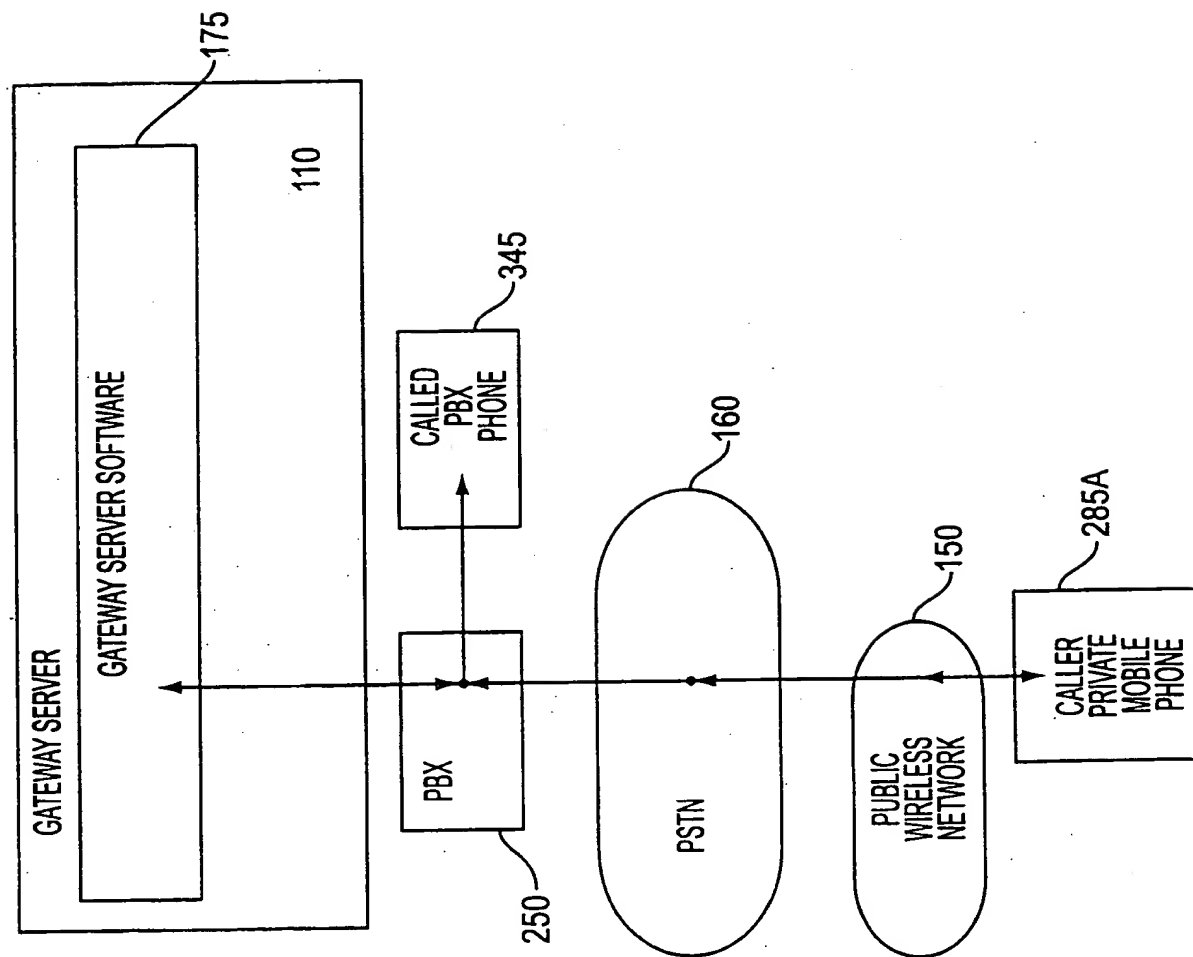 GATEWAY SERVER
GATEWAY SERVER SOFTWARE
175
110
PBX
250
CALLED
PBX
PHONE
345
PSTN
160
PUBLIC
WIRELESS
NETWORK
150
CALLER
PRIVATE
MOBILE
PHONE
285A